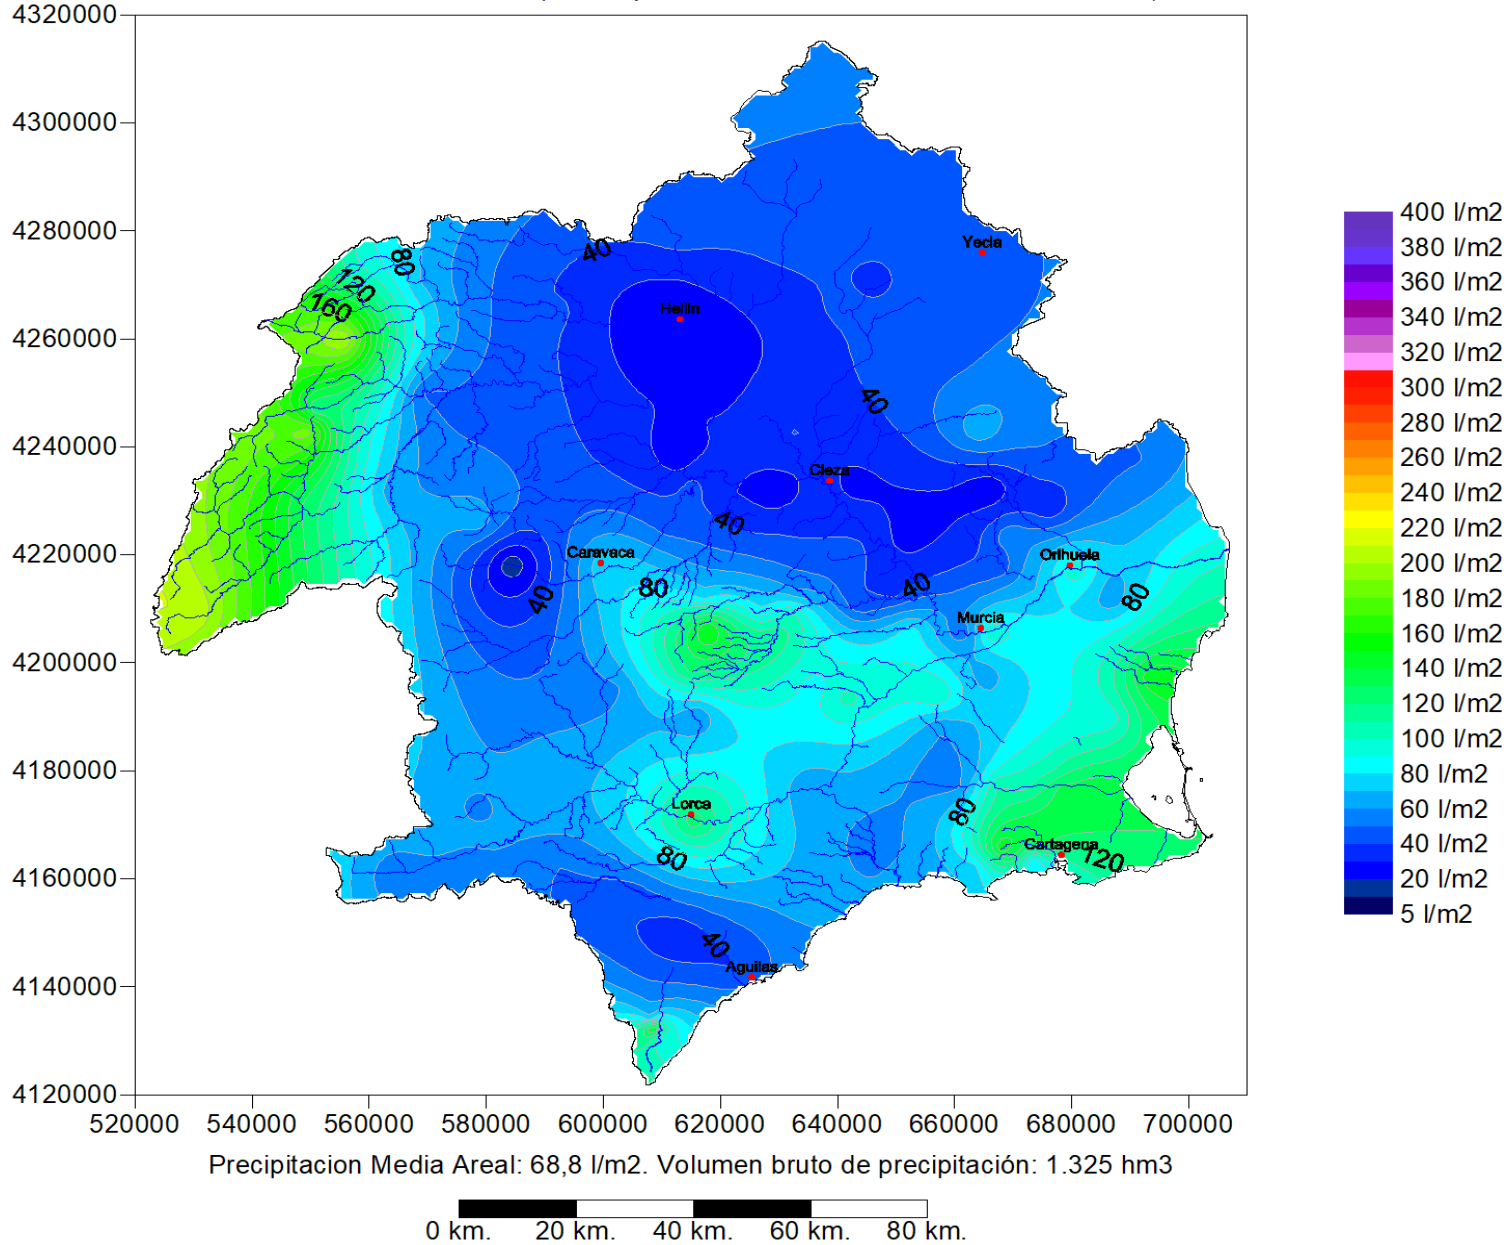 4320000
4300000
4280000
4260000
4240000
4220000
4200000
4180000
4160000
4140000
4120000
520000 540000 560000 580000 600000 620000 640000 660000 680000 700000
Yecla
40
80
120
160
Hellin
40
Cieza
40
Caravaca
Orihuela
80
40
40
80
Murcia
Lorca
80
80
Cartagena
120
40
Aguilas
400 l/m2
380 l/m2
360 l/m2
340 l/m2
320 l/m2
300 l/m2
280 l/m2
260 l/m2
240 l/m2
220 l/m2
200 l/m2
180 l/m2
160 l/m2
140 l/m2
120 l/m2
100 l/m2
80 l/m2
60 l/m2
40 l/m2
20 l/m2
5 l/m2
Precipitacion Media Areal: 68,8 l/m2. Volumen bruto de precipitación: 1.325 hm3
0 km. 20 km. 40 km. 60 km. 80 km.